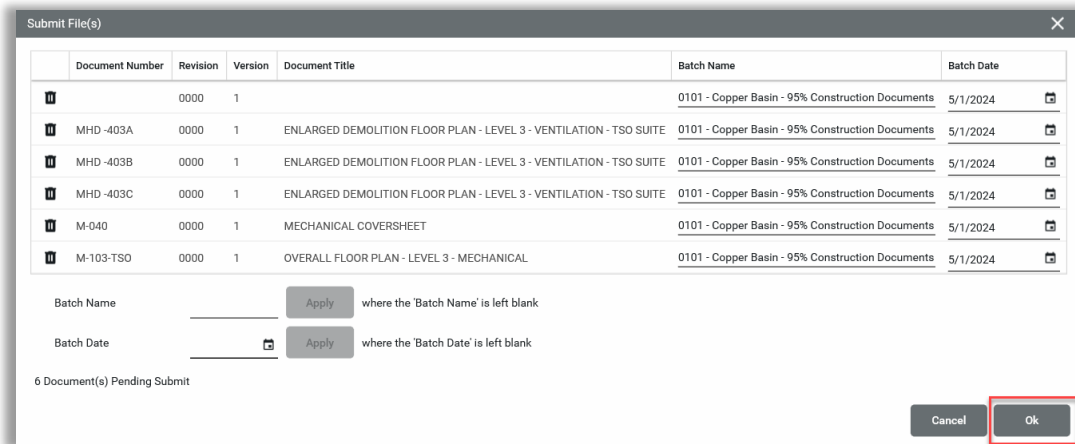 Submit File(s)
Document Number Revision Version Document Title Batch Name Batch Date
0000 1 0101 - Copper Basin - 95% Construction Documents 5/1/2024
MHD -403A 0000 1 ENLARGED DEMOLITION FLOOR PLAN - LEVEL 3 - VENTILATION - TSO SUITE 0101 - Copper Basin - 95% Construction Documents 5/1/2024
MHD -403B 0000 1 ENLARGED DEMOLITION FLOOR PLAN - LEVEL 3 - VENTILATION - TSO SUITE 0101 - Copper Basin - 95% Construction Documents 5/1/2024
MHD -403C 0000 1 ENLARGED DEMOLITION FLOOR PLAN - LEVEL 3 - VENTILATION - TSO SUITE 0101 - Copper Basin - 95% Construction Documents 5/1/2024
M-040 0000 1 MECHANICAL COVERSHEET 0101 - Copper Basin - 95% Construction Documents 5/1/2024
M-103-TSO 0000 1 OVERALL FLOOR PLAN - LEVEL 3 - MECHANICAL 0101 - Copper Basin - 95% Construction Documents 5/1/2024
Batch Name Apply where the 'Batch Name' is left blank
Batch Date Apply where the 'Batch Date' is left blank
6 Document(s) Pending Submit
Cancel Ok